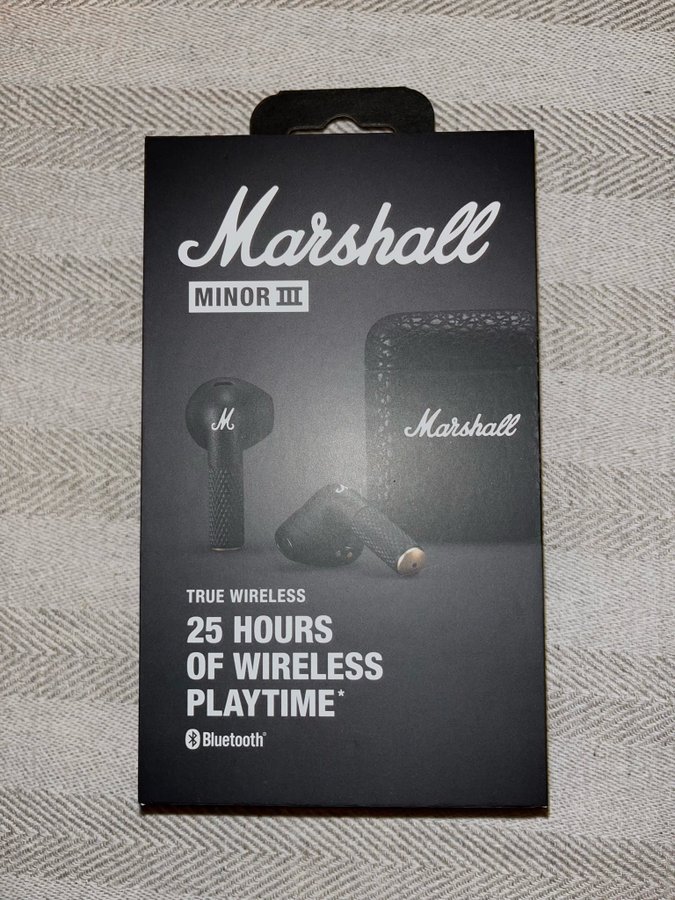 Marshall
MINOR III
M
Marshall
TRUE WIRELESS
25 HOURS
OF WIRELESS
PLAYTIME*
Bluetooth®